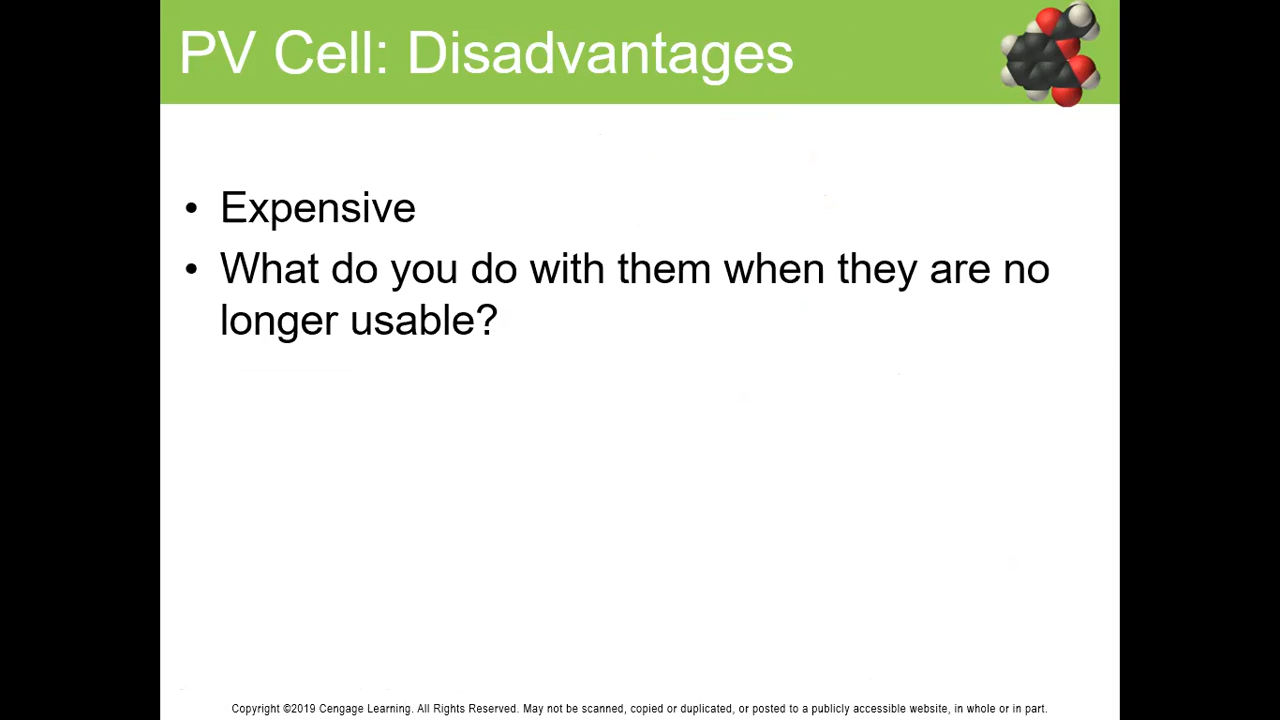 PV Cell: Disadvantages
• Expensive
• What do you do with them when they are no
longer usable?
Copyright ©2019 Cengage Learning. All Rights Reserved. May not be scanned, copied or duplicated, or posted to a publicly accessible website, in whole or in part.